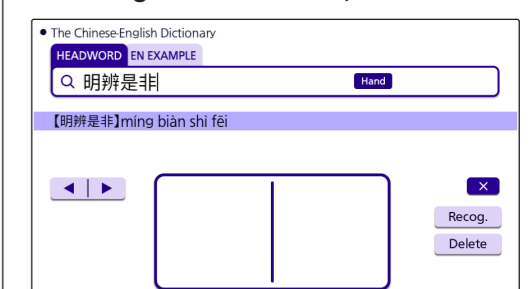 ● The Chinese-English Dictionary
HEADWORD EN EXAMPLE
明辨是非 Hand
【明辨是非】míng biàn shì fēi
◀ | ▶ ×
Recog.
Delete